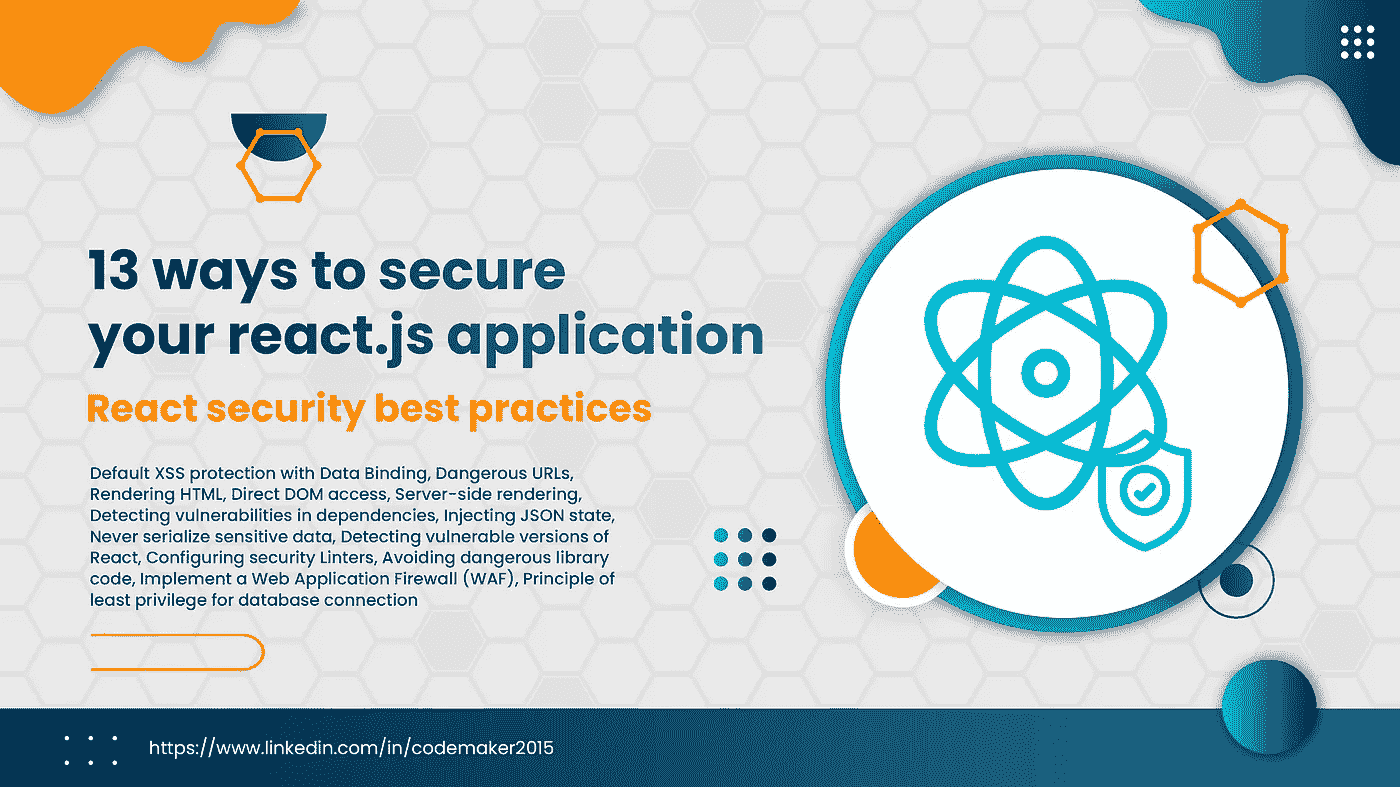 13 ways to secure
your react.js application
React security best practices
Default XSS protection with Data Binding, Dangerous URLs,
Rendering HTML, Direct DOM access, Server-side rendering,
Detecting vulnerabilities in dependencies, Injecting JSON state,
Never serialize sensitive data, Detecting vulnerable versions of
React, Configuring security Linters, Avoiding dangerous library
code, Implement a Web Application Firewall (WAF), Principle of
least privilege for database connection
https://www.linkedin.com/in/codemaker2015